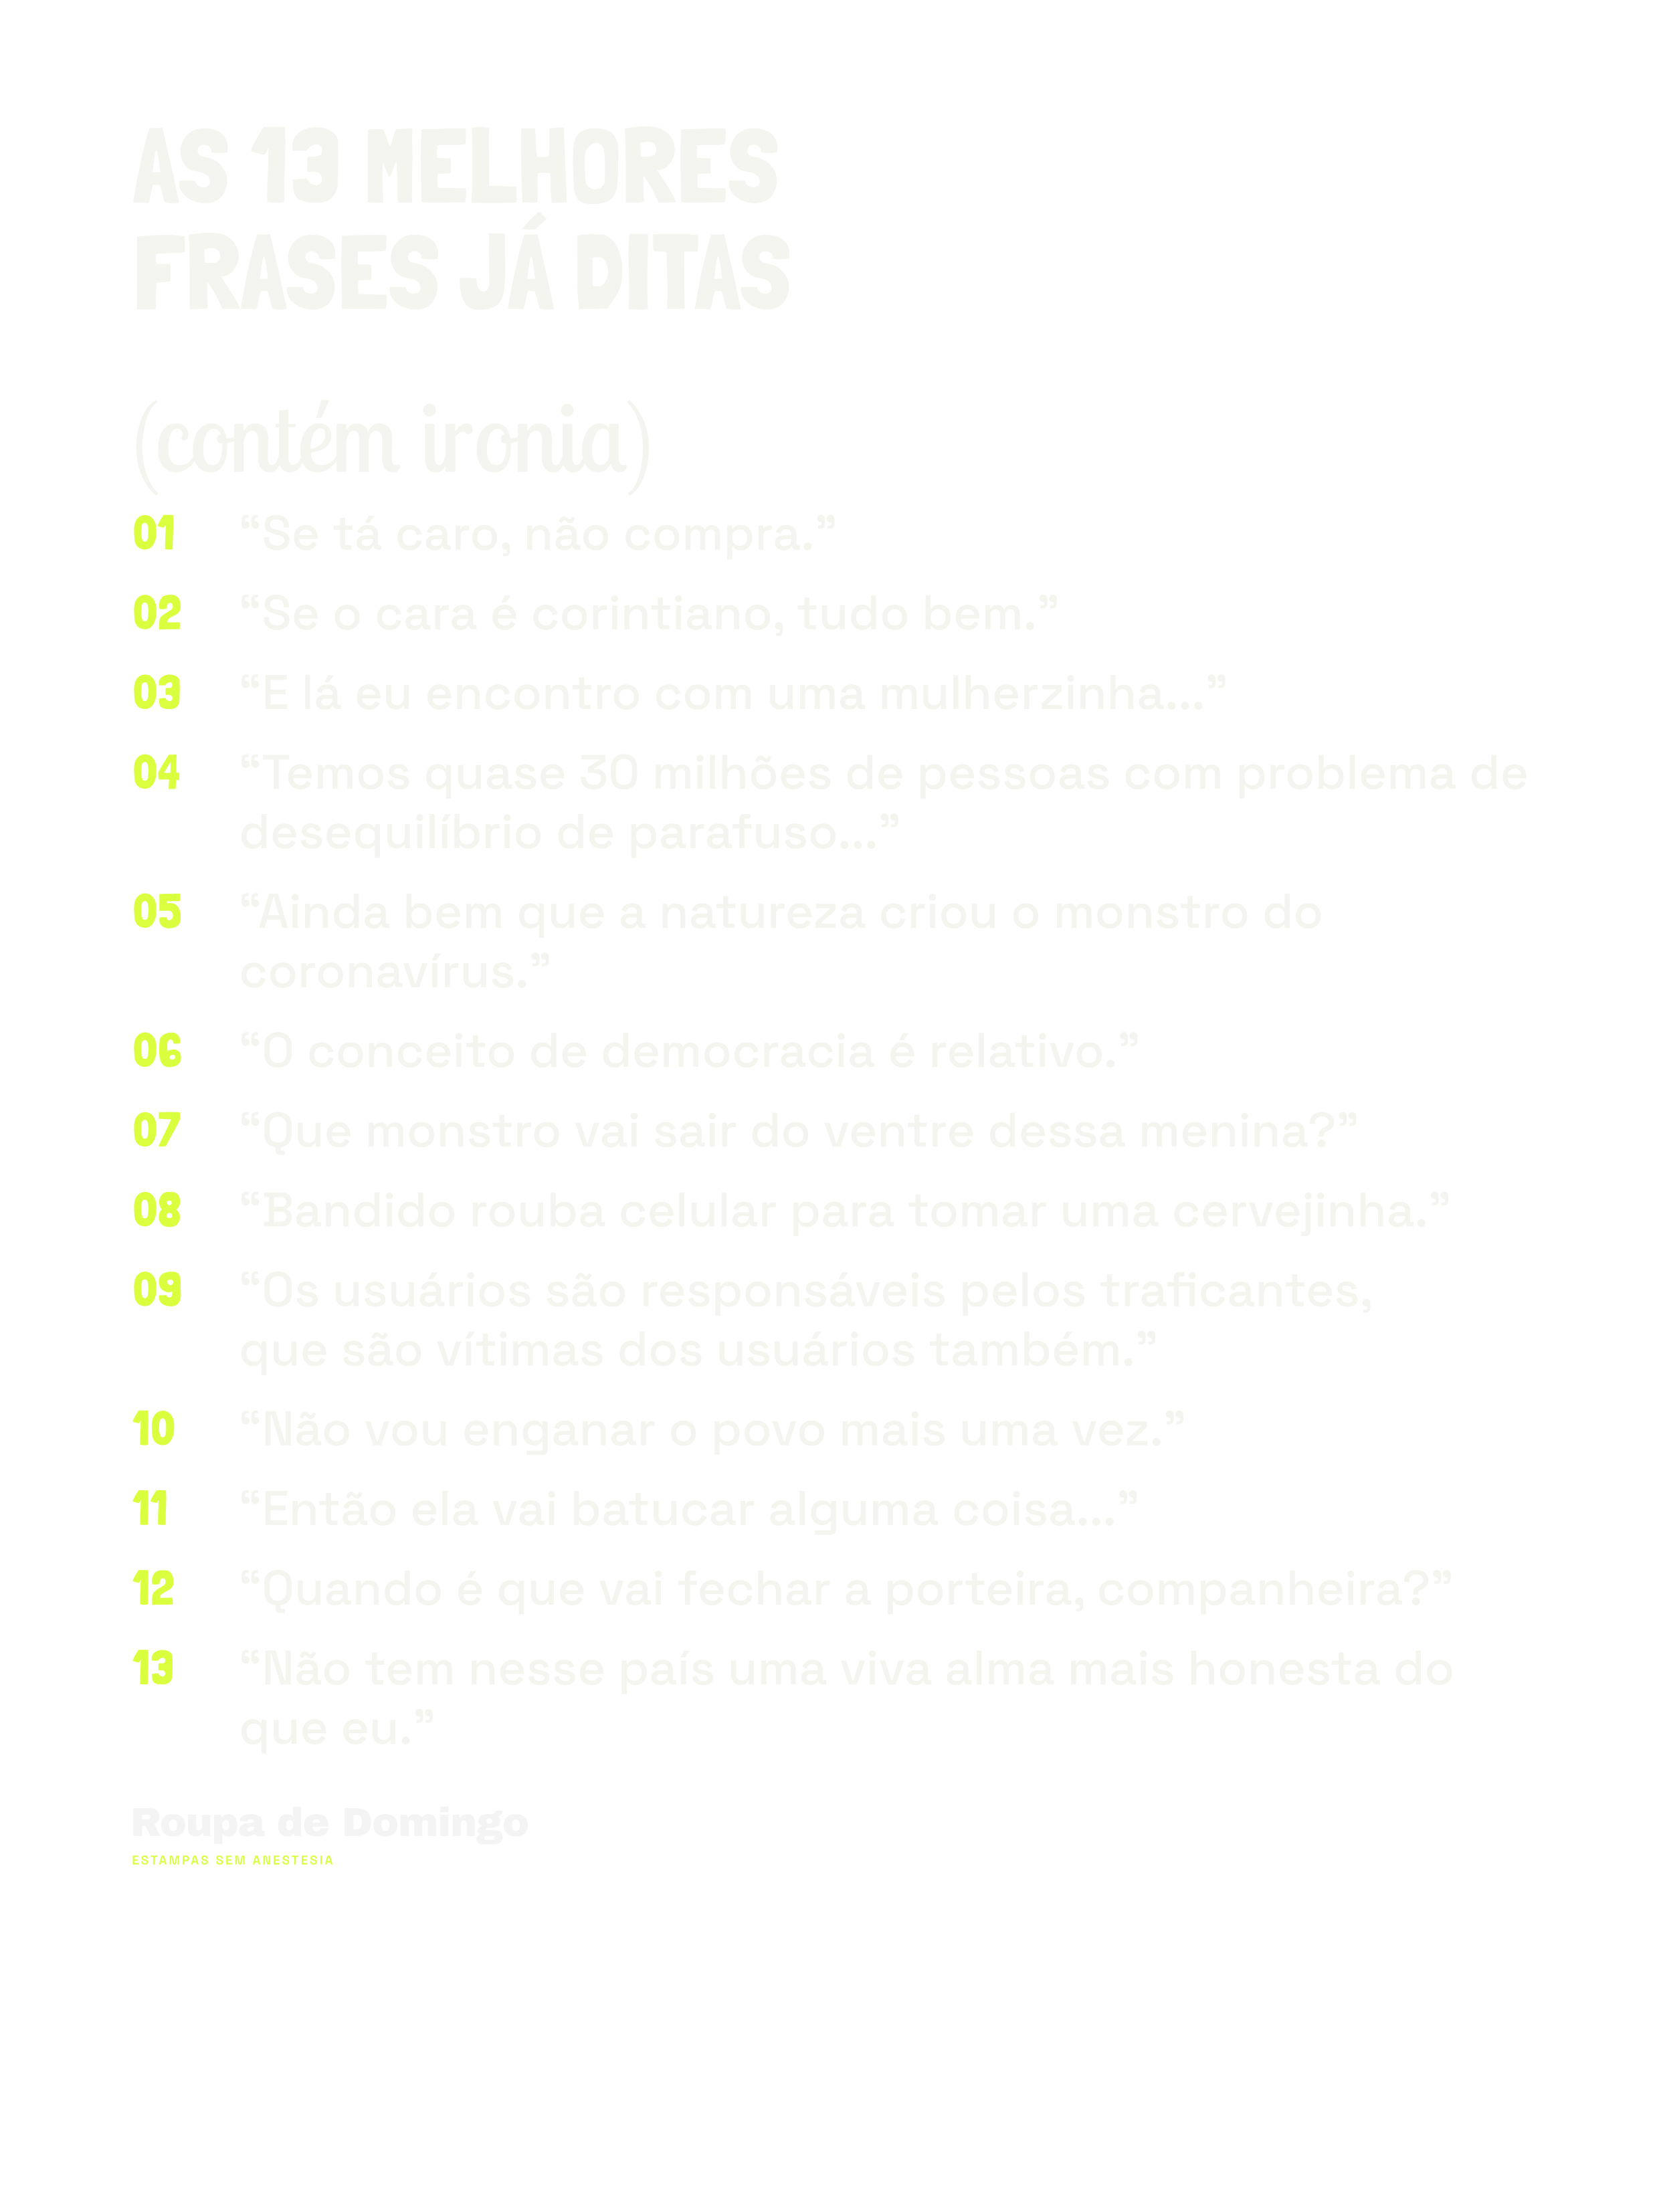 AS 13 MELHORES
FRASES JÁ DITAS
(contém ironia)
01 “Se tá caro, não compra.”
02 “Se o cara é corintiano, tudo bem.”
03 “E lá eu encontro com uma mulherzinha...”
04 “Temos quase 30 milhões de pessoas com problema de
desequilíbrio de parafuso...”
05 “Ainda bem que a natureza criou o monstro do
coronavírus.”
06 “O conceito de democracia é relativo.”
07 “Que monstro vai sair do ventre dessa menina?”
08 “Bandido rouba celular para tomar uma cervejinha.”
09 “Os usuários são responsáveis pelos traficantes,
que são vítimas dos usuários também.”
10 “Não vou enganar o povo mais uma vez.”
11 “Então ela vai batucar alguma coisa...”
12 “Quando é que vai fechar a porteira, companheira?”
13 “Não tem nesse país uma viva alma mais honesta do
que eu.”
Roupa de Domingo
ESTAMPAS SEM ANESTESIA